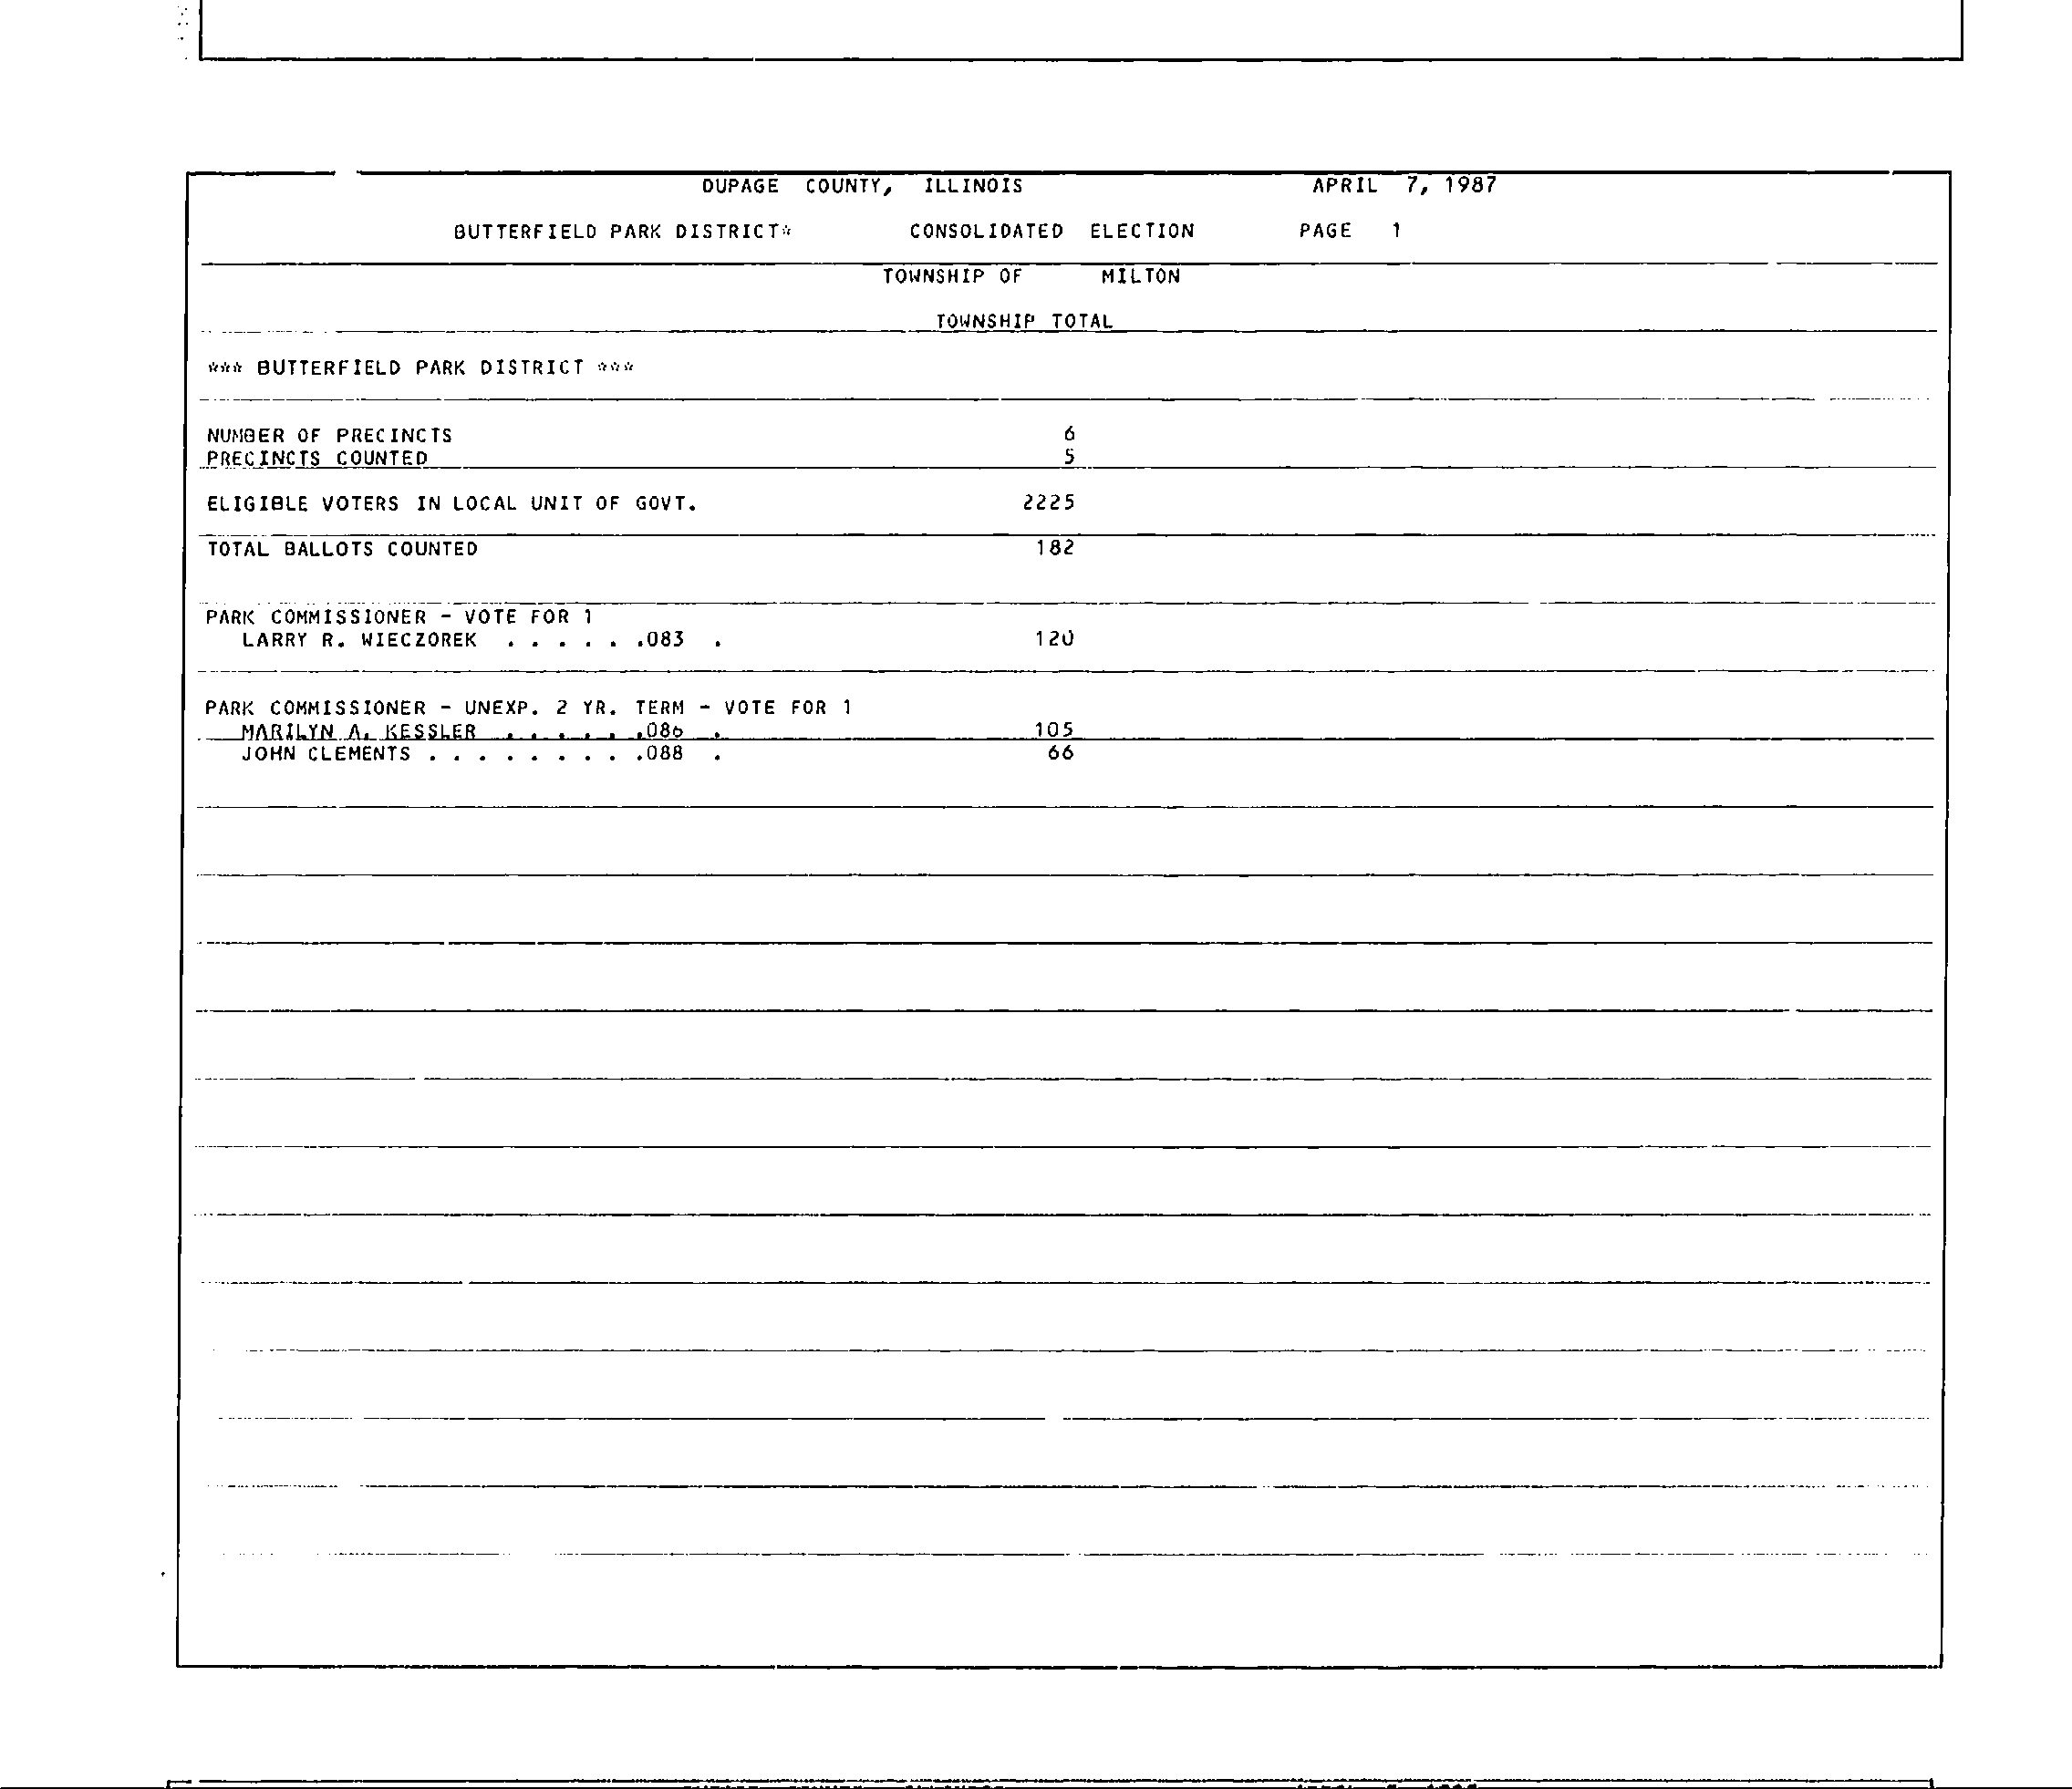 DUPAGE COUNTY, ILLINOIS APRIL 7, 1987
BUTTERFIELD PARK DISTRICT* CONSOLIDATED ELECTION PAGE 1
TOWNSHIP OF MILTON
TOWNSHIP TOTAL
*** BUTTERFIELD PARK DISTRICT ***
NUMBER OF PRECINCTS 6
PRECINCTS COUNTED 5
ELIGIBLE VOTERS IN LOCAL UNIT OF GOVT. 2225
TOTAL BALLOTS COUNTED 182
PARK COMMISSIONER - VOTE FOR 1
LARRY R. WIECZOREK . . . . . .083 . 120
PARK COMMISSIONER - UNEXP. 2 YR. TERM - VOTE FOR 1
MARILYN A. KESSLER . . . . . .086 . 105
JOHN CLEMENTS . . . . . . . . .088 . 66